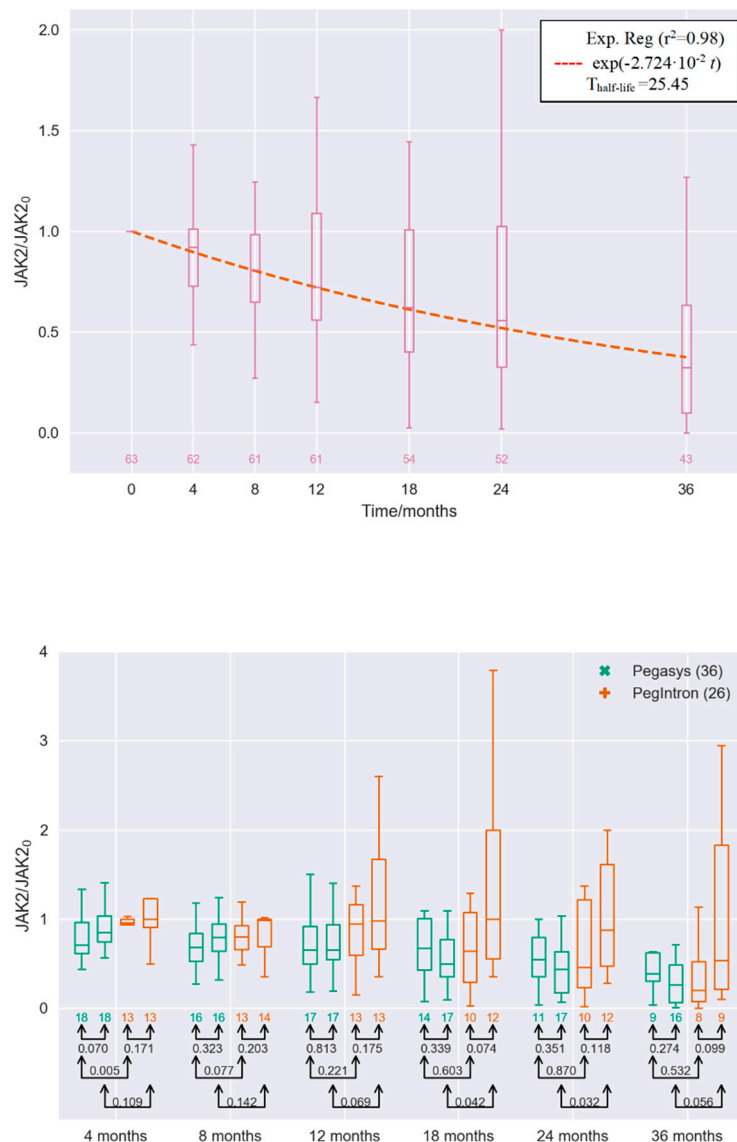 2.0
Exp. Reg (r²=0.98)
exp(-2.724·10⁻² t)
T_half-life =25.45
1.5
1.0
0.5
0.0
JAK2/JAK2₀
63 62 61 61 54 52 43
0 4 8 12 18 24 36
Time/months
4
Pegasys (36)
PegIntron (26)
3
2
1
0
JAK2/JAK2₀
18 18 13 13 16 16 13 14 17 17 13 13 14 17 10 12 11 17 10 12 9 16 8 9
0.070 0.171 0.323 0.203 0.813 0.175 0.339 0.074 0.351 0.118 0.274 0.099
0.005 0.077 0.221 0.603 0.870 0.532
0.109 0.142 0.069 0.042 0.032 0.056
4 months 8 months 12 months 18 months 24 months 36 months